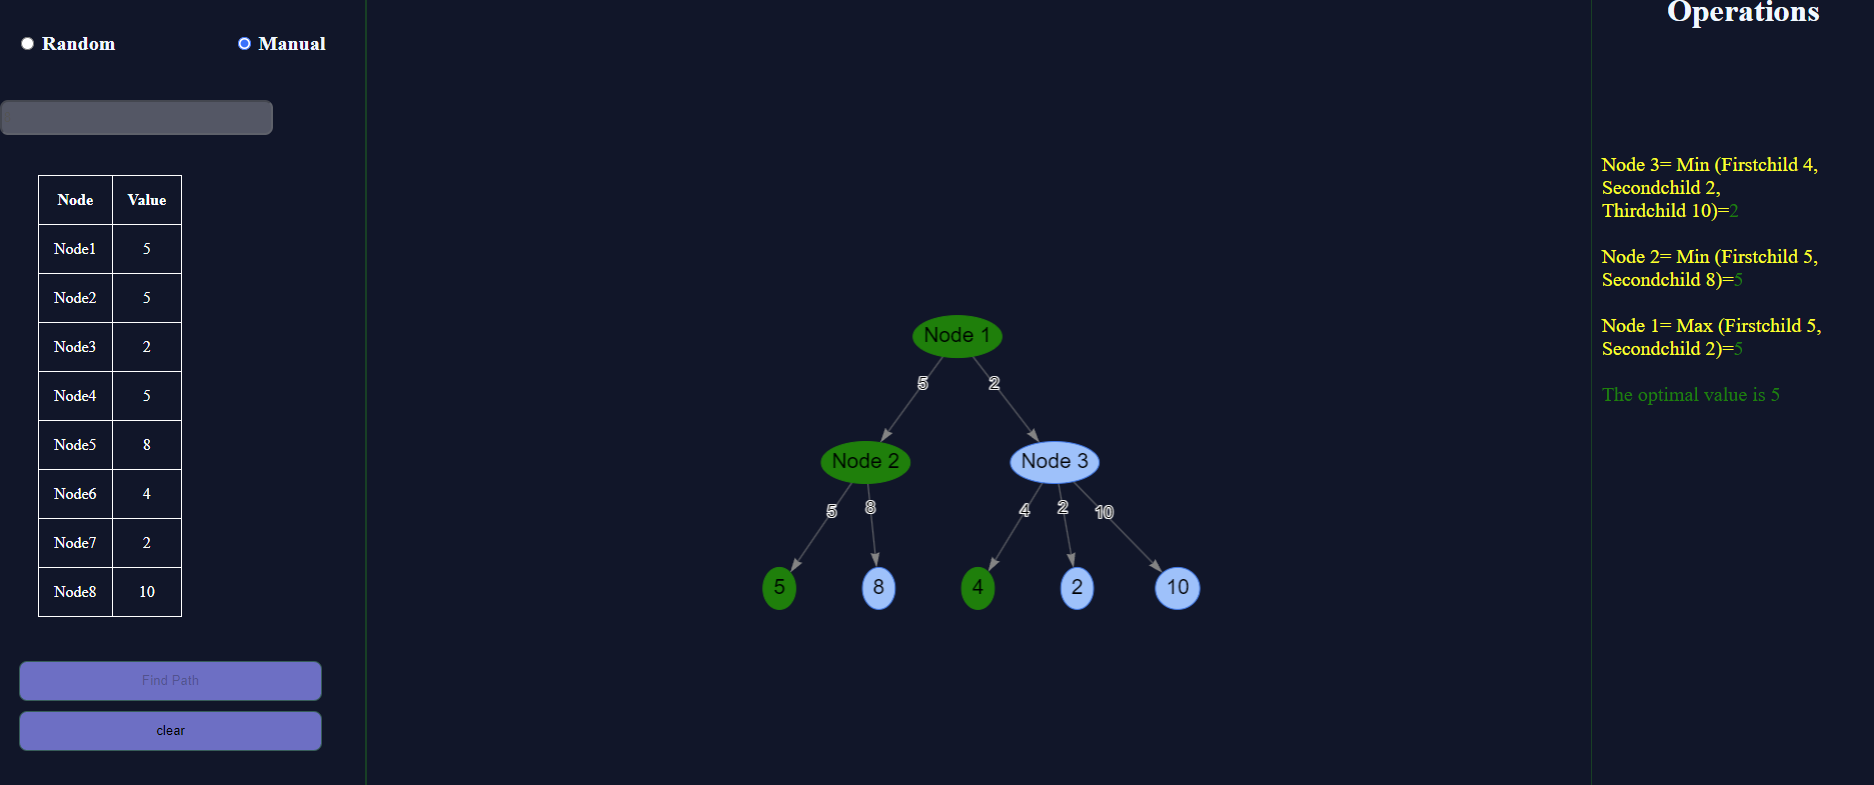 Random
Manual
Node Value
Node1 5
Node2 5
Node3 2
Node4 5
Node5 8
Node6 4
Node7 2
Node8 10
Find Path
clear
Node 1
5 2
Node 2 Node 3
5 8 4 2 10
5 8 4 2 10
Operations
Node 3= Min (Firstchild 4,
Secondchild 2,
Thirdchild 10)=2
Node 2= Min (Firstchild 5,
Secondchild 8)=5
Node 1= Max (Firstchild 5,
Secondchild 2)=5
The optimal value is 5